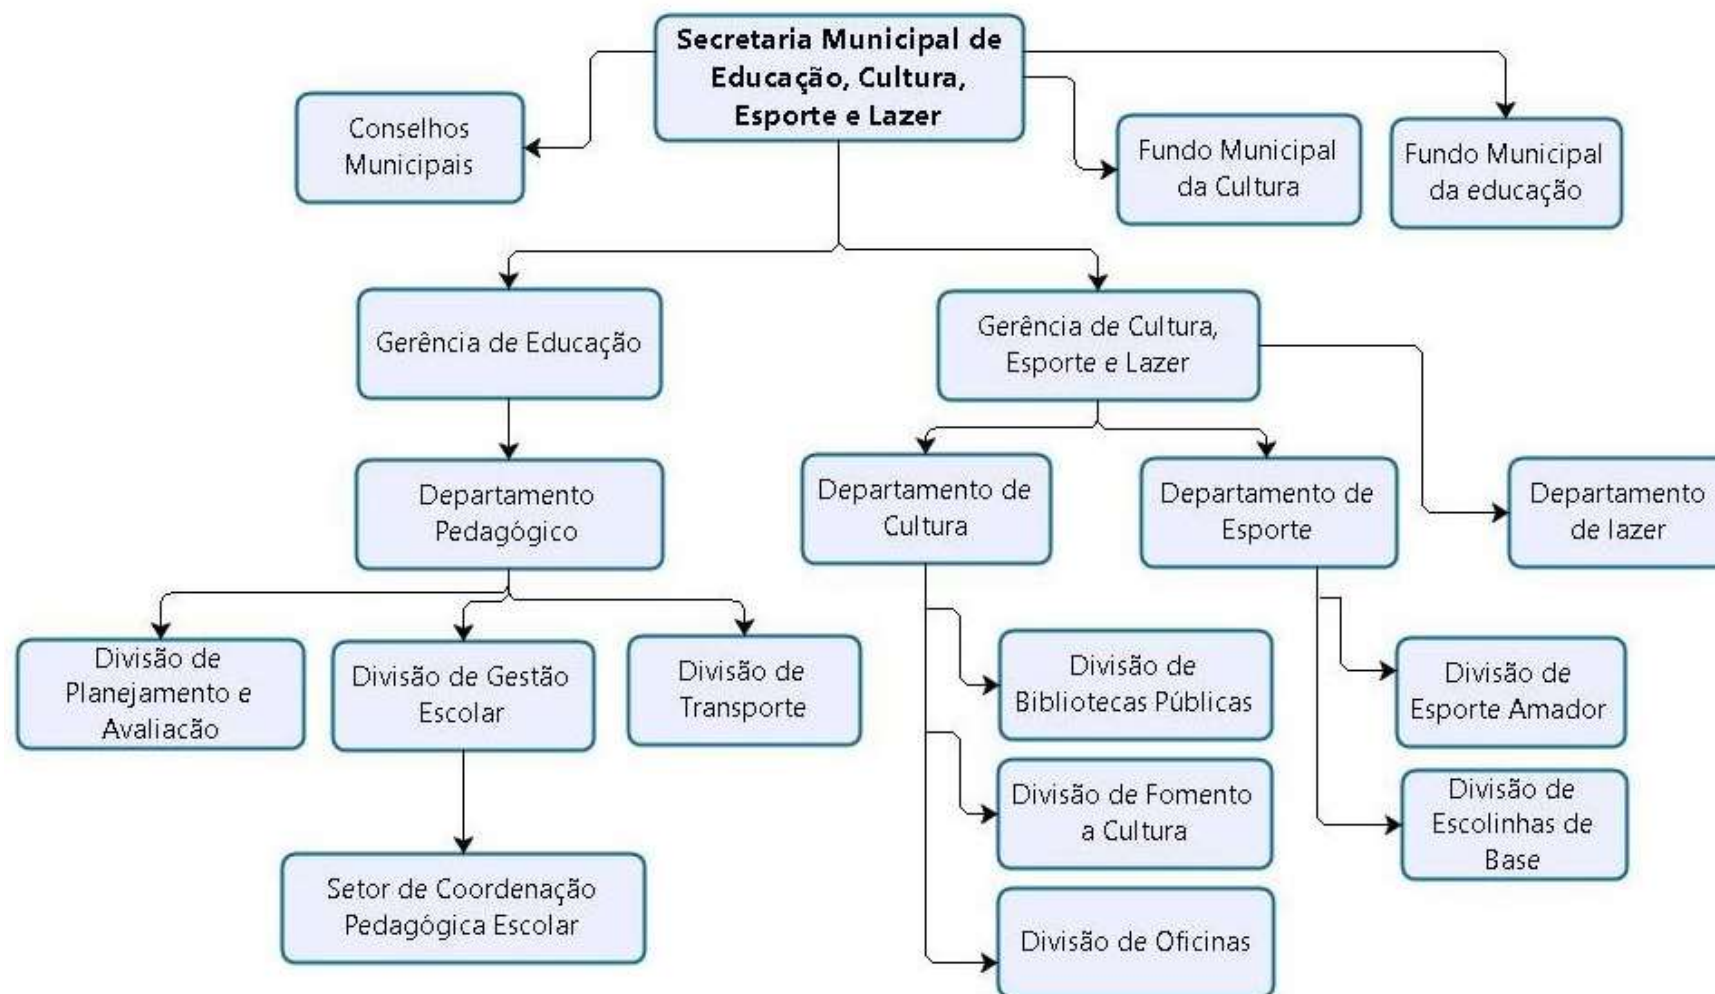 Secretaria Municipal de
Educação, Cultura,
Esporte e Lazer
Conselhos
Municipais
Fundo Municipal
da Cultura
Fundo Municipal
da educação
Gerência de Educação
Gerência de Cultura,
Esporte e Lazer
Departamento
Pedagógico
Departamento de
Cultura
Departamento de
Esporte
Departamento
de lazer
Divisão de
Planejamento e
Avaliacão
Divisão de Gestão
Escolar
Divisão de
Transporte
Divisão de
Bibliotecas Públicas
Divisão de
Esporte Amador
Divisão de Fomento
a Cultura
Divisão de
Escolinhas de
Base
Setor de Coordenação
Pedagógica Escolar
Divisão de Oficinas